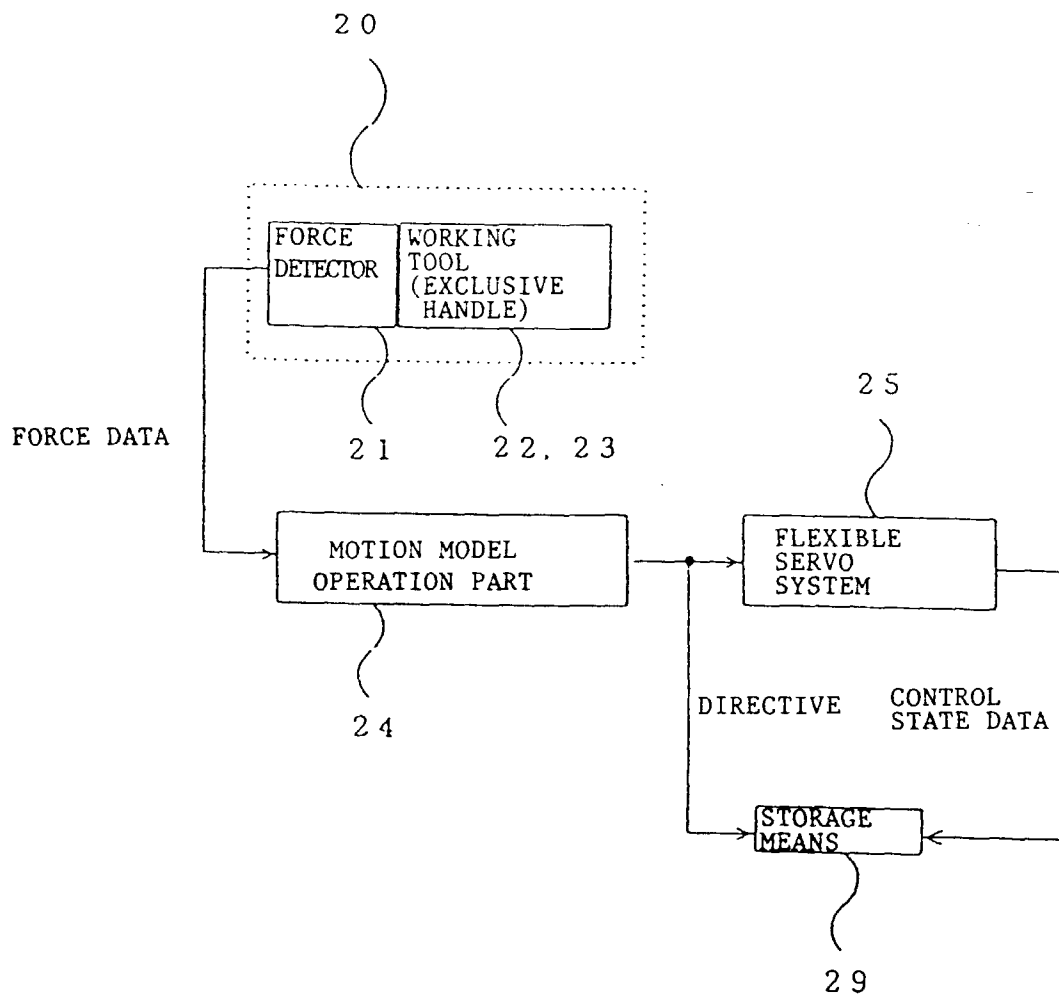 20
FORCE
DETECTOR
WORKING
TOOL
(EXCLUSIVE
HANDLE)
21
22, 23
25
FORCE DATA
MOTION MODEL
OPERATION PART
FLEXIBLE
SERVO
SYSTEM
24
DIRECTIVE
CONTROL
STATE DATA
STORAGE
MEANS
29